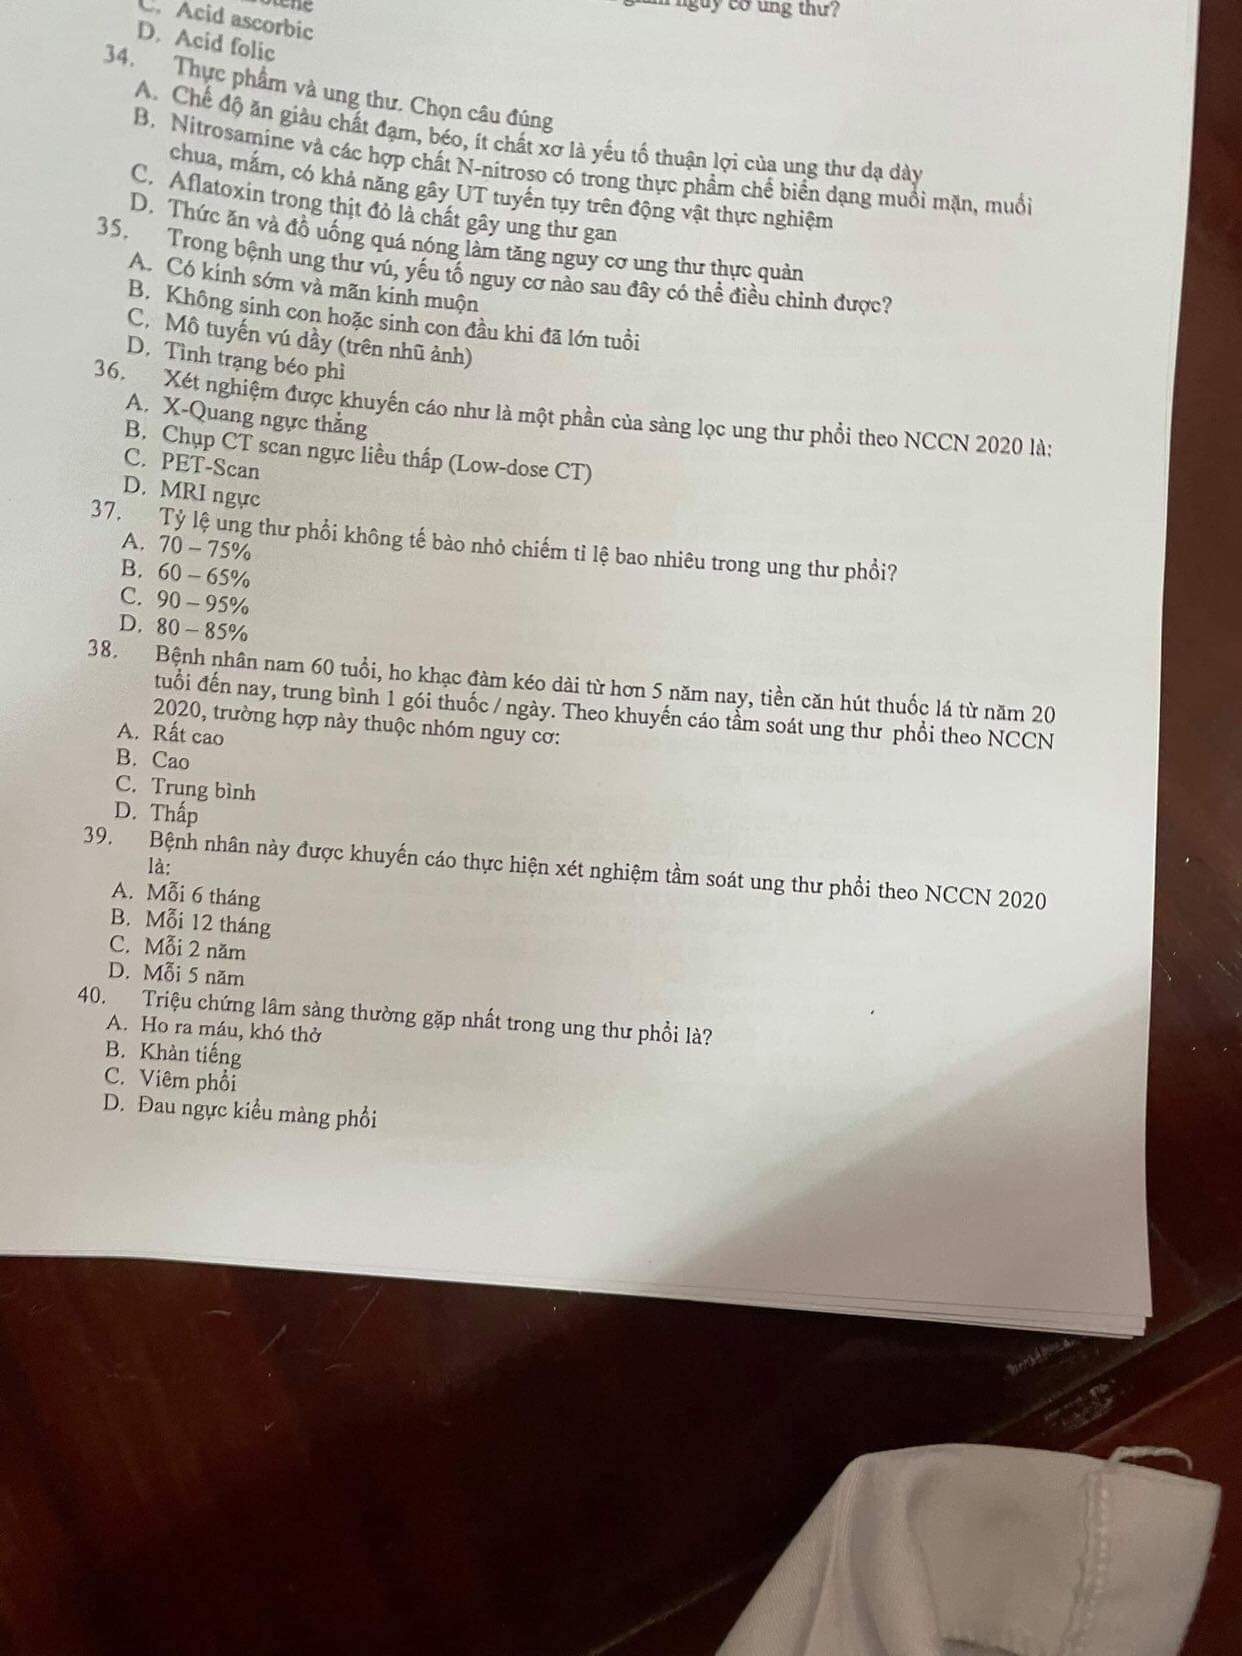 nguy cơ ung thư?
C. Acid ascorbic
D. Acid folic
34. Thực phẩm và ung thư. Chọn câu đúng
A. Chế độ ăn giàu chất đạm, béo, ít chất xơ là yếu tố thuận lợi của ung thư dạ dày
B. Nitrosamine và các hợp chất N-nitroso có trong thực phẩm chế biến dạng muối mặn, muối
chua, mắm, có khả năng gây UT tuyến tụy trên động vật thực nghiệm
C. Aflatoxin trong thịt đỏ là chất gây ung thư gan
D. Thức ăn và đồ uống quá nóng làm tăng nguy cơ ung thư thực quản
35. Trong bệnh ung thư vú, yếu tố nguy cơ nào sau đây có thể điều chỉnh được?
A. Có kinh sớm và mãn kinh muộn
B. Không sinh con hoặc sinh con đầu khi đã lớn tuổi
C. Mô tuyến vú dầy (trên nhũ ảnh)
D. Tình trạng béo phì
36. Xét nghiệm được khuyến cáo như là một phần của sàng lọc ung thư phổi theo NCCN 2020 là:
A. X-Quang ngực thẳng
B. Chụp CT scan ngực liều thấp (Low-dose CT)
C. PET-Scan
D. MRI ngực
37. Tỷ lệ ung thư phổi không tế bào nhỏ chiếm tỉ lệ bao nhiêu trong ung thư phổi?
A. 70 – 75%
B. 60 – 65%
C. 90 – 95%
D. 80 – 85%
38. Bệnh nhân nam 60 tuổi, ho khạc đàm kéo dài từ hơn 5 năm nay, tiền căn hút thuốc lá từ năm 20
tuổi đến nay, trung bình 1 gói thuốc / ngày. Theo khuyến cáo tầm soát ung thư phổi theo NCCN
2020, trường hợp này thuộc nhóm nguy cơ:
A. Rất cao
B. Cao
C. Trung bình
D. Thấp
39. Bệnh nhân này được khuyến cáo thực hiện xét nghiệm tầm soát ung thư phổi theo NCCN 2020
là:
A. Mỗi 6 tháng
B. Mỗi 12 tháng
C. Mỗi 2 năm
D. Mỗi 5 năm
40. Triệu chứng lâm sàng thường gặp nhất trong ung thư phổi là?
A. Ho ra máu, khó thở
B. Khàn tiếng
C. Viêm phổi
D. Đau ngực kiểu màng phổi